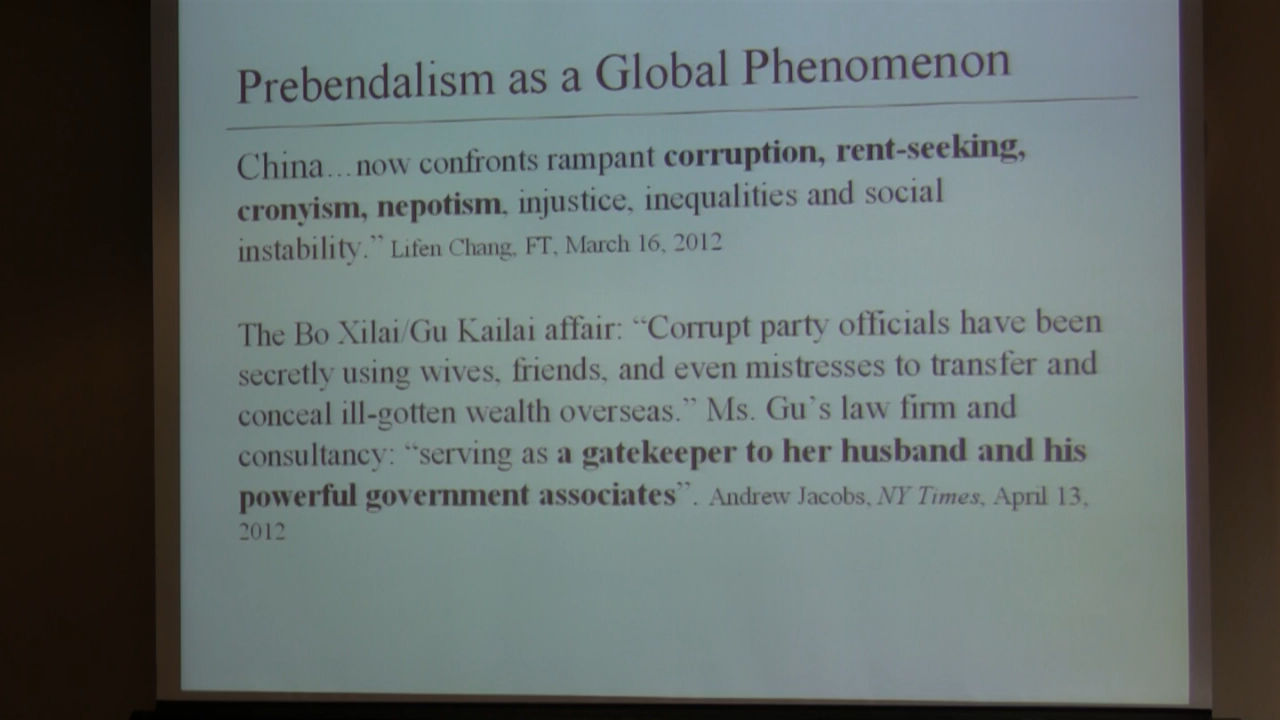 Prebendalism as a Global Phenomenon
China…now confronts rampant corruption, rent-seeking,
cronyism, nepotism, injustice, inequalities and social
instability.” Lifen Chang, FT, March 16, 2012
The Bo Xilai/Gu Kailai affair: “Corrupt party officials have been
secretly using wives, friends, and even mistresses to transfer and
conceal ill-gotten wealth overseas.” Ms. Gu’s law firm and
consultancy: “serving as a gatekeeper to her husband and his
powerful government associates”. Andrew Jacobs, NY Times, April 13,
2012